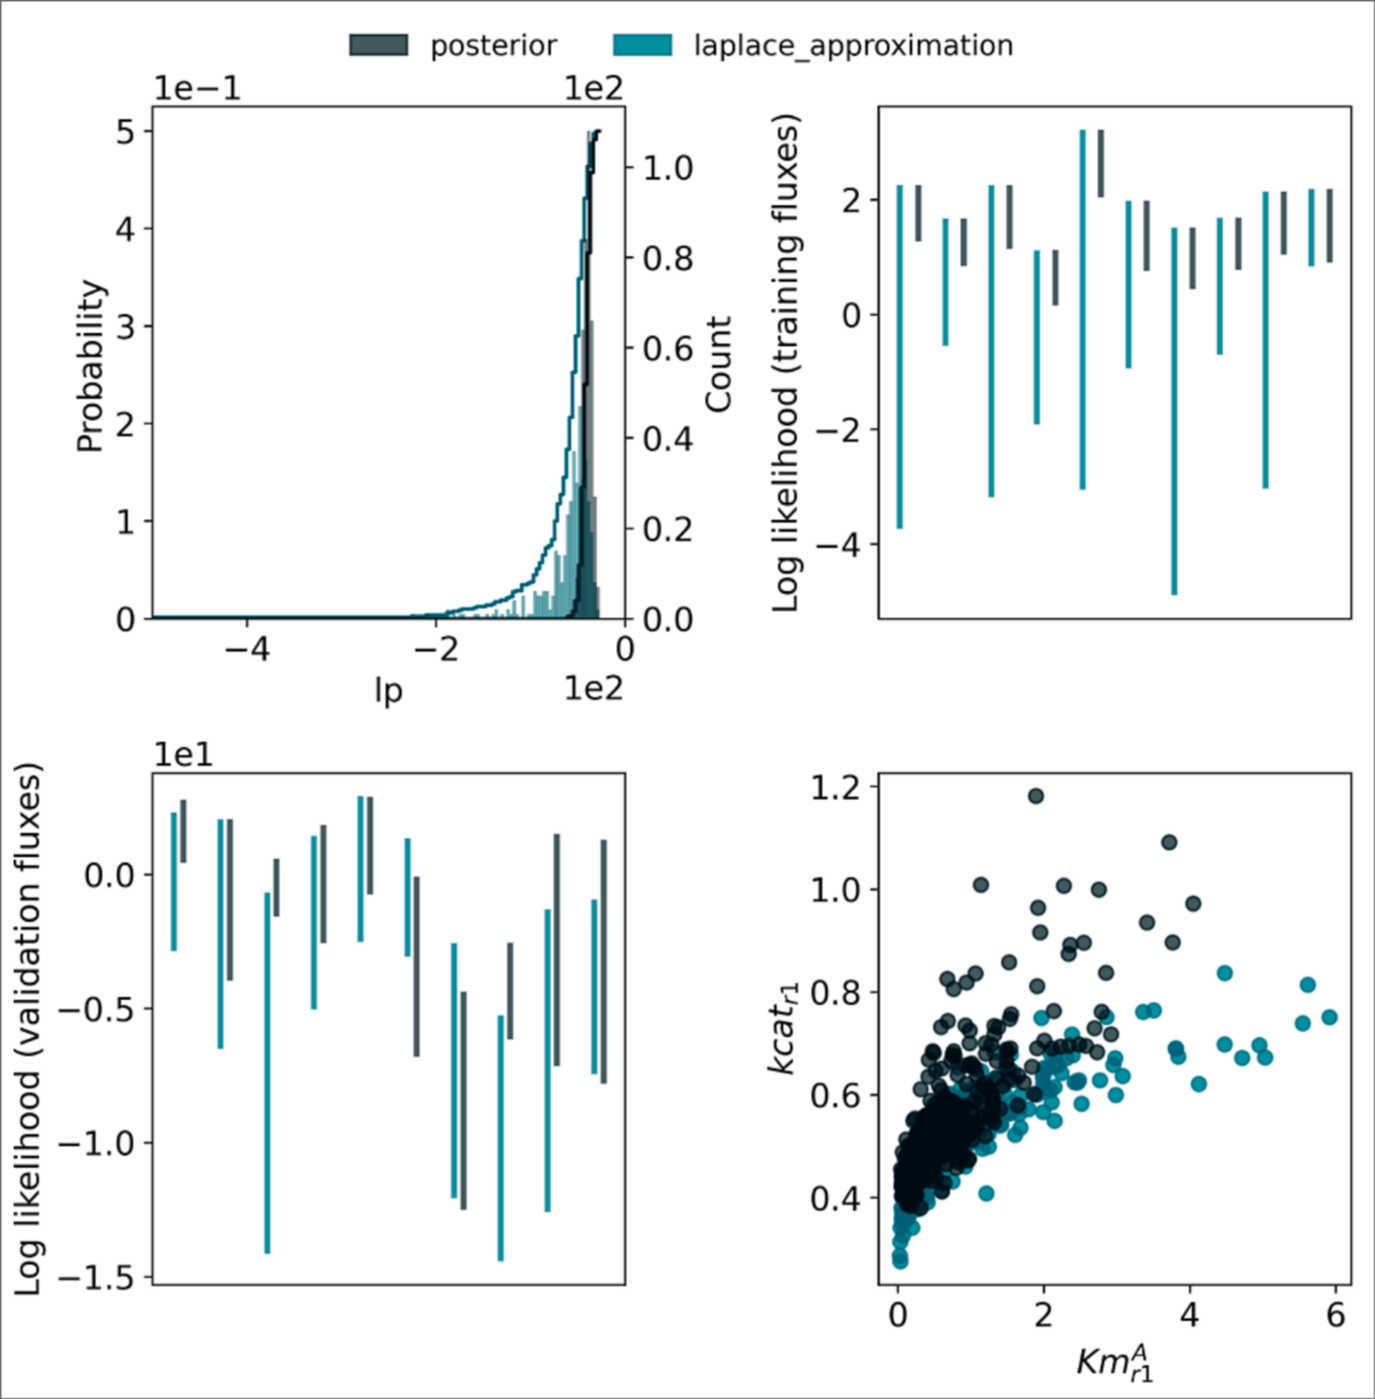 posterior laplace_approximation
1e−1 1e2
5
4
3
2
1
0
Probability
1.0
0.8
0.6
0.4
0.2
0.0
Count
−4 −2 0
lp 1e2
Log likelihood (training fluxes)
2
0
−2
−4
1e1
Log likelihood (validation fluxes)
0.0
−0.5
−1.0
−1.5
kcat_{r1}
1.2
1.0
0.8
0.6
0.4
0 2 4 6
Km^{A}_{r1}